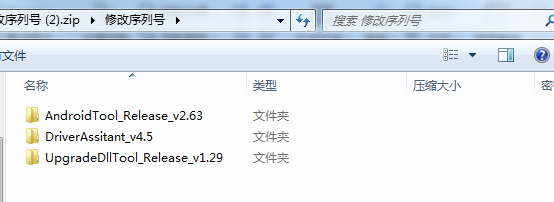 序列号 (2).zip ▸ 修改序列号
搜索 修改序列号
文件
名称 类型 压缩大小
AndroidTool_Release_v2.63 文件夹
DriverAssitant_v4.5 文件夹
UpgradeDllTool_Release_v1.29 文件夹